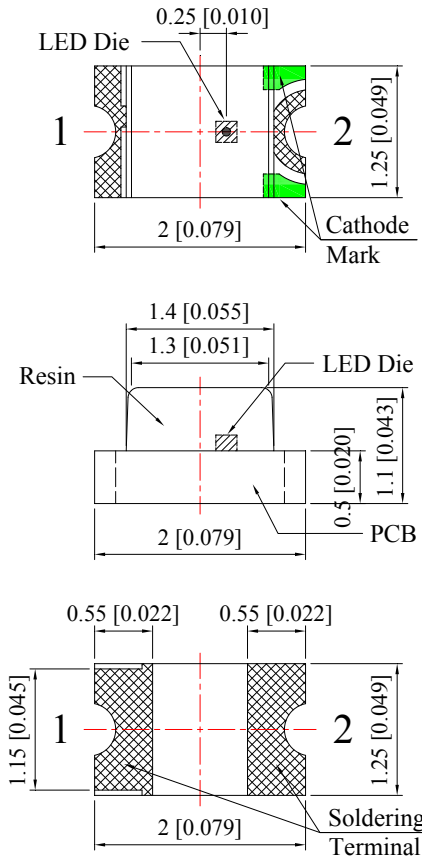 0.25 [0.010]
LED Die
1
2
1.25 [0.049]
2 [0.079]
Cathode
Mark
1.4 [0.055]
1.3 [0.051]
Resin
LED Die
0.5 [0.020]
1.1 [0.043]
PCB
2 [0.079]
0.55 [0.022]
0.55 [0.022]
1.15 [0.045]
1
2
1.25 [0.049]
2 [0.079]
Soldering
Terminal